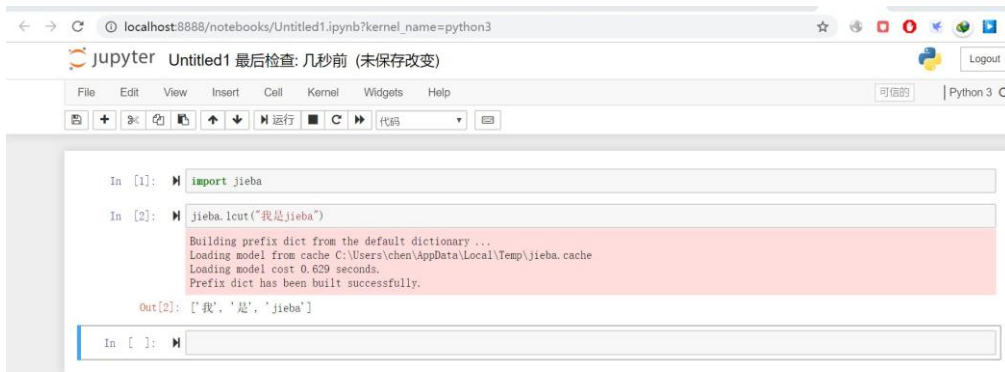 localhost:8888/notebooks/Untitled1.ipynb?kernel_name=python3
jupyter Untitled1 最后检查: 几秒前 (未保存改变)
Logout
File Edit View Insert Cell Kernel Widgets Help
可信的 Python 3
运行 代码
In [1]: import jieba
In [2]: jieba.lcut("我是jieba")
Building prefix dict from the default dictionary ...
Loading model from cache C:\Users\chen\AppData\Local\Temp\jieba.cache
Loading model cost 0.629 seconds.
Prefix dict has been built successfully.
Out[2]: ['我', '是', 'jieba']
In [ ]: